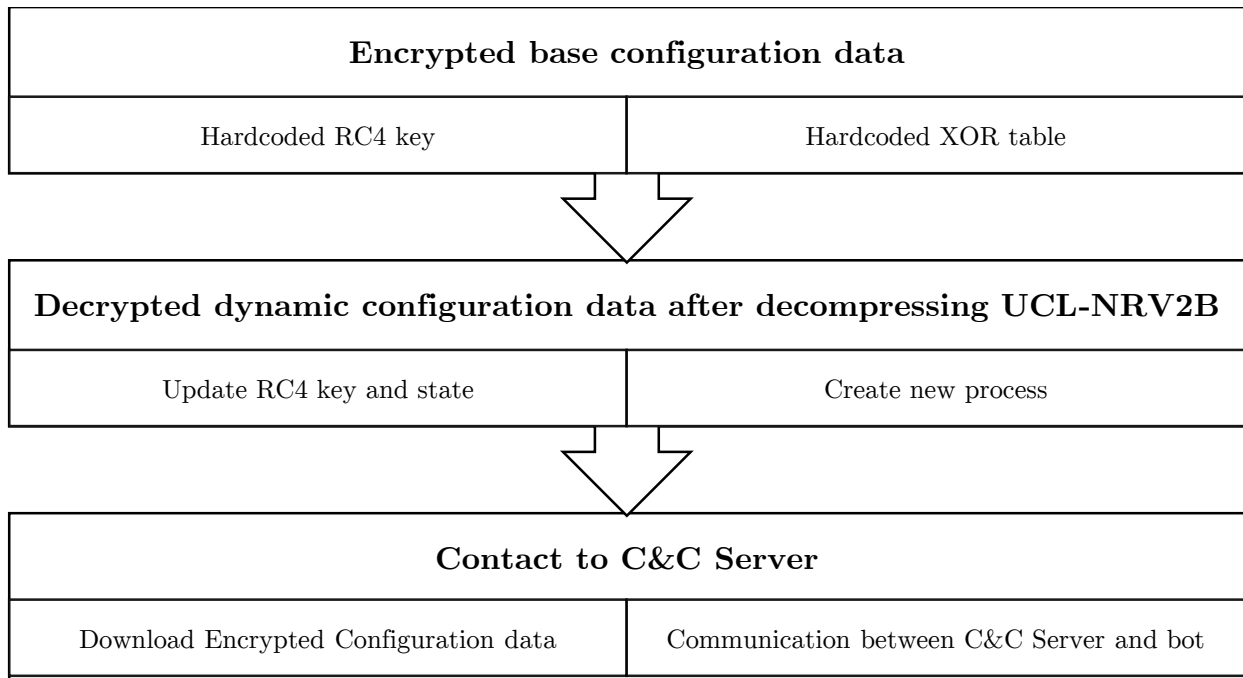 Encrypted base configuration data
Hardcoded RC4 key
Hardcoded XOR table
Decrypted dynamic configuration data after decompressing UCL-NRV2B
Update RC4 key and state
Create new process
Contact to C&C Server
Download Encrypted Configuration data
Communication between C&C Server and bot